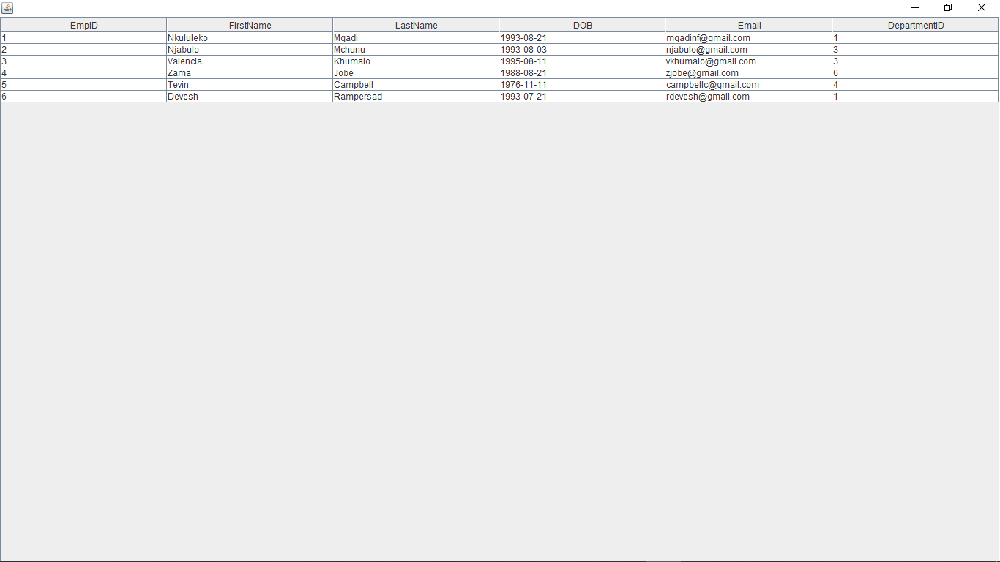 EmpID FirstName LastName DOB Email DepartmentID
1 Nkululeko Mqadi 1993-08-21 mqadinf@gmail.com 1
2 Njabulo Mchunu 1993-08-03 njabulo@gmail.com 3
3 Valencia Khumalo 1995-08-11 vkhumalo@gmail.com 3
4 Zama Jobe 1988-08-21 zjobe@gmail.com 6
5 Tevin Campbell 1976-11-11 campbellc@gmail.com 4
6 Devesh Rampersad 1993-07-21 rdevesh@gmail.com 1